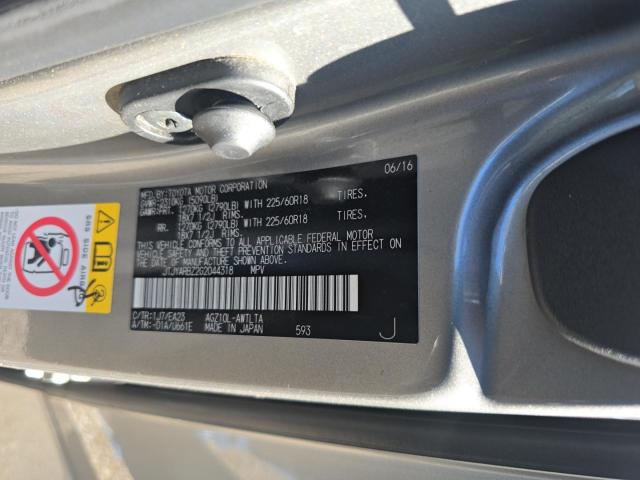 06/16
MFD.BY:TOYOTA MOTOR CORPORATION
GVWR:2310KG (5090LB)
GAWR:FRT. 1270KG (2790LB) WITH 225/60R18 TIRES,
18X7 1/2J RIMS.
RR. 1270KG (2790LB) WITH 225/60R18 TIRES,
18X7 1/2J RIMS.
THIS VEHICLE CONFORMS TO ALL APPLICABLE FEDERAL MOTOR
VEHICLE SAFETY AND THEFT PREVENTION STANDARDS IN EFFECT
ON THE DATE OF MANUFACTURE SHOWN ABOVE.
JTJYARBZ2G2044318 MPV
C/TR:1J7/EA23 AGZ10L-AWTLTA
A/TM:-01A/U661E MADE IN JAPAN 593 J
SRS SIDE AIRBAG